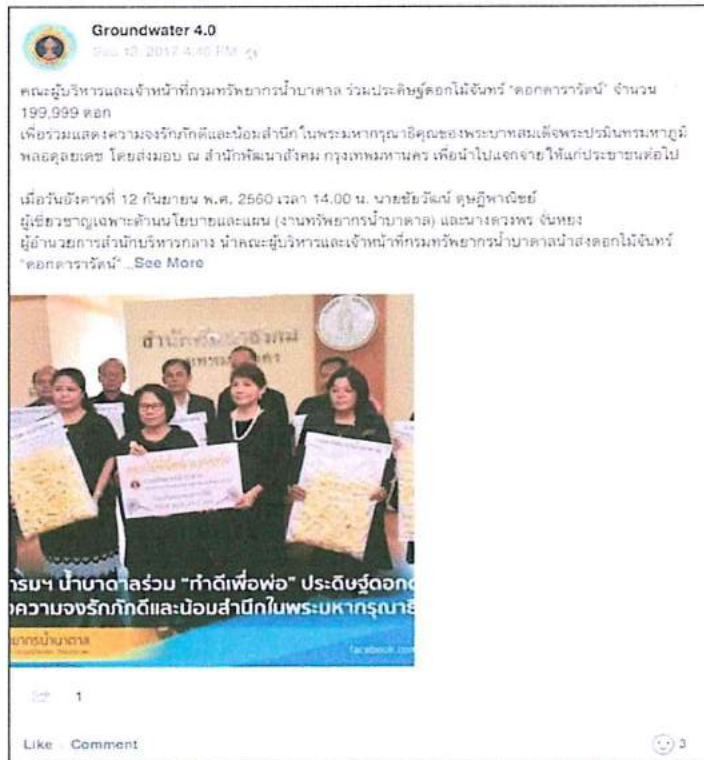 Groundwater 4.0
Sep 12, 2017 4:40 PM
คณะผู้บริหารและเจ้าหน้าที่กรมทรัพยากรน้ำบาดาล ร่วมประดิษฐ์ดอกไม้จันทร์ "ดอกดารารัตน์" จำนวน
199,999 ดอก
เพื่อร่วมแสดงความจงรักภักดีและน้อมสำนึกในพระมหากรุณาธิคุณของพระบาทสมเด็จพระปรมินทรมหาภูมิ
พลอดุลยเดช โดยส่งมอบ ณ สำนักพัฒนาสังคม กรุงเทพมหานคร เพื่อนำไปแจกจ่ายให้แก่ประชาชนต่อไป
เมื่อวันอังคารที่ 12 กันยายน พ.ศ. 2560 เวลา 14.00 น. นายชัยวัฒน์ ดุษฎีพาณิชย์
ผู้เชี่ยวชาญเฉพาะด้านนโยบายและแผน (งานทรัพยากรน้ำบาดาล) และนางดวงพร จันหยง
ผู้อำนวยการสำนักบริหารกลาง นำคณะผู้บริหารและเจ้าหน้าที่กรมทรัพยากรน้ำบาดาลนำส่งดอกไม้จันทร์
"ดอกดารารัตน์"...See More
สำนักพัฒนาสังคม
กรมฯ น้ำบาดาลร่วม "ทำดีเพื่อพ่อ" ประดิษฐ์ดอกด
ความจงรักภักดีและน้อมสำนึกในพระมหากรุณาธิ
ยากรน้ำบาดาล
facebook.com
1
Like Comment
3